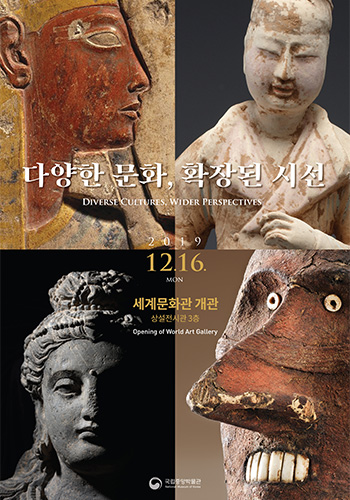 다양한 문화, 확장된 시선
DIVERSE CULTURES, WIDER PERSPECTIVES
2019
12.16.
MON
세계문화관 개관
상설전시관 3층
Opening of World Art Gallery
국립중앙박물관
NATIONAL MUSEUM OF KOREA